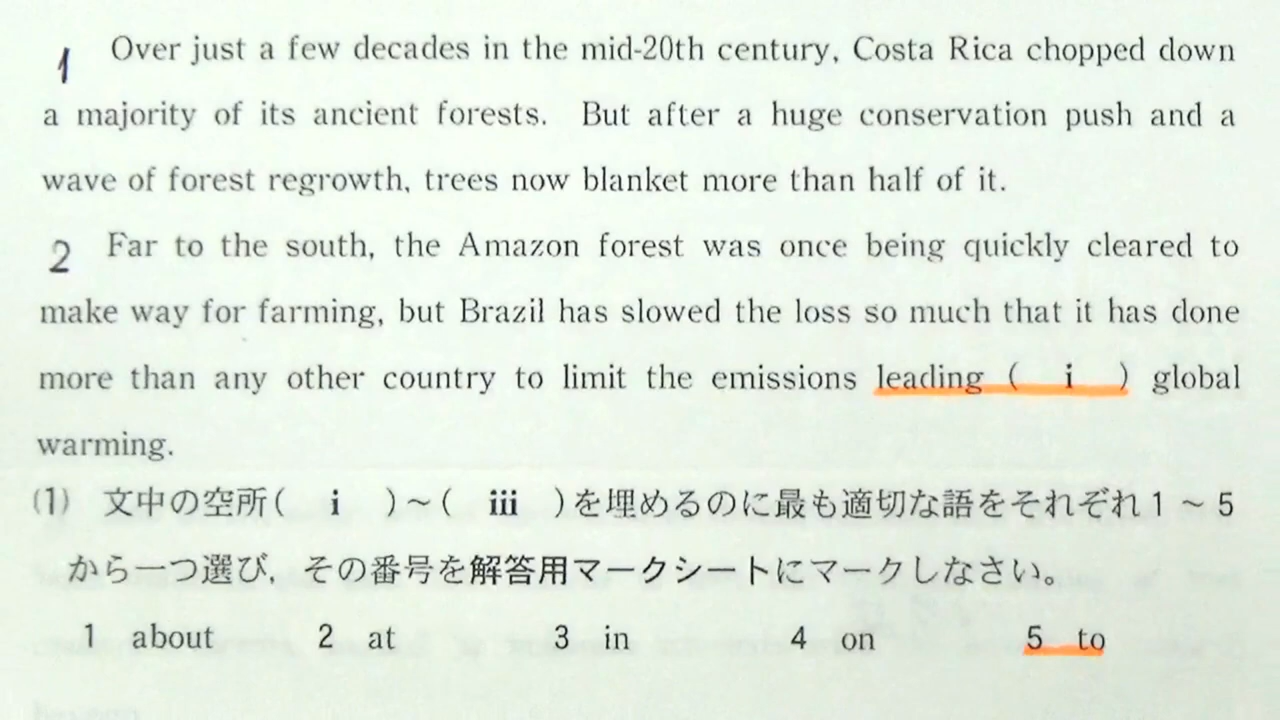 1 Over just a few decades in the mid-20th century, Costa Rica chopped down
a majority of its ancient forests. But after a huge conservation push and a
wave of forest regrowth, trees now blanket more than half of it.
2 Far to the south, the Amazon forest was once being quickly cleared to
make way for farming, but Brazil has slowed the loss so much that it has done
more than any other country to limit the emissions leading ( i ) global
warming.
(1) 文中の空所( i )～( iii )を埋めるのに最も適切な語をそれぞれ1～5
から一つ選び，その番号を解答用マークシートにマークしなさい。
1 about 2 at 3 in 4 on 5 to